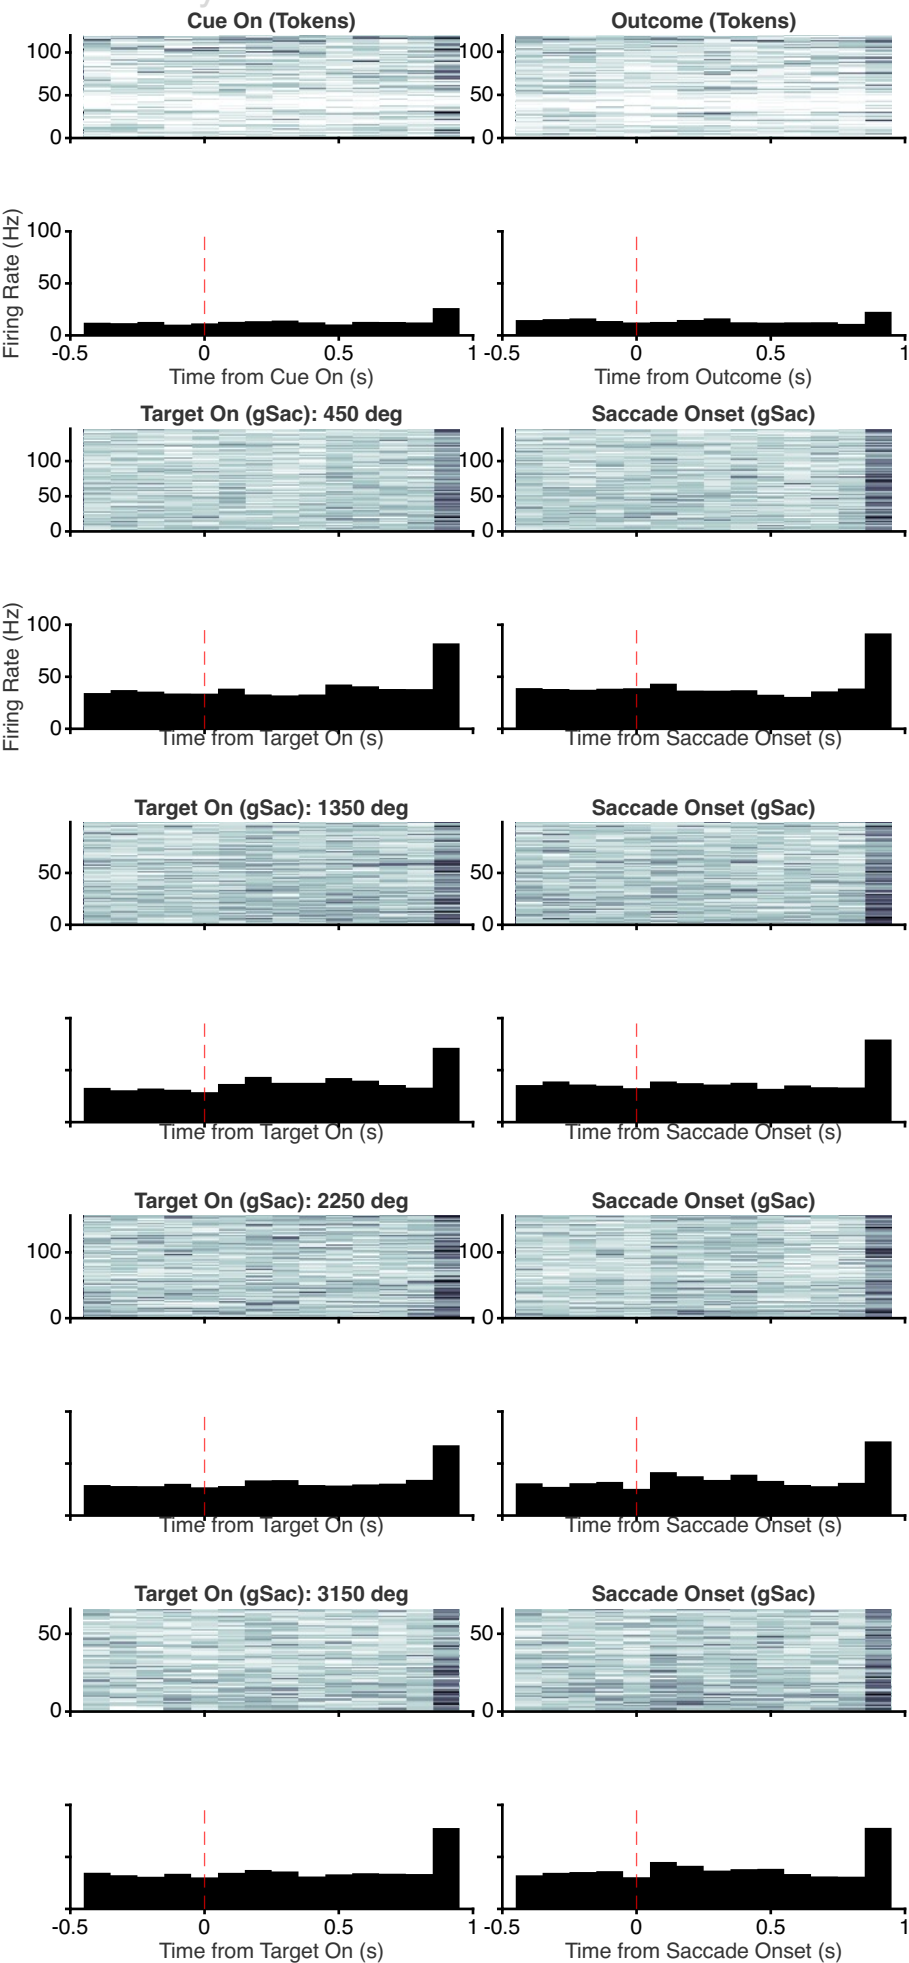 Cue On (Tokens) Outcome (Tokens)
100 100
50 50
0 0
Firing Rate (Hz)
100
50
0
-0.5 0 0.5 1 -0.5 0 0.5 1
Time from Cue On (s) Time from Outcome (s)
Target On (gSac): 450 deg Saccade Onset (gSac)
100 100
50 50
0 0
Firing Rate (Hz)
100
50
0
Time from Target On (s) Time from Saccade Onset (s)
Target On (gSac): 1350 deg Saccade Onset (gSac)
50 50
0 0
Time from Target On (s) Time from Saccade Onset (s)
Target On (gSac): 2250 deg Saccade Onset (gSac)
100 100
0 0
Time from Target On (s) Time from Saccade Onset (s)
Target On (gSac): 3150 deg Saccade Onset (gSac)
50 50
0 0
-0.5 0 0.5 1 -0.5 0 0.5 1
Time from Target On (s) Time from Saccade Onset (s)